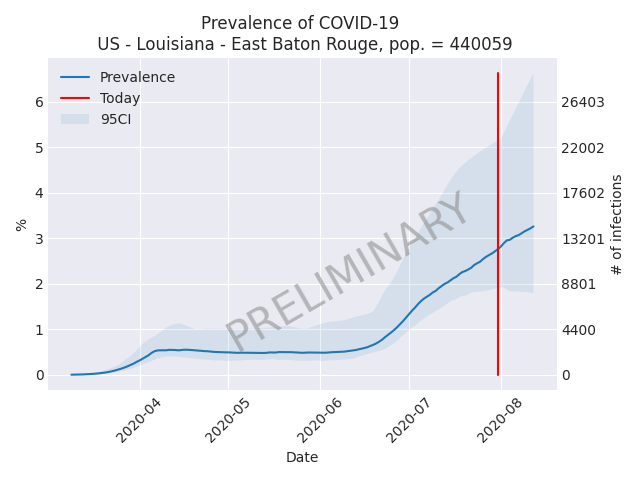 Prevalence of COVID-19
US - Louisiana - East Baton Rouge, pop. = 440059
Prevalence
Today
95CI
PRELIMINARY
%
6
5
4
3
2
1
0
26403
22002
17602
13201
8801
4400
0
# of infections
2020-04
2020-05
2020-06
2020-07
2020-08
Date